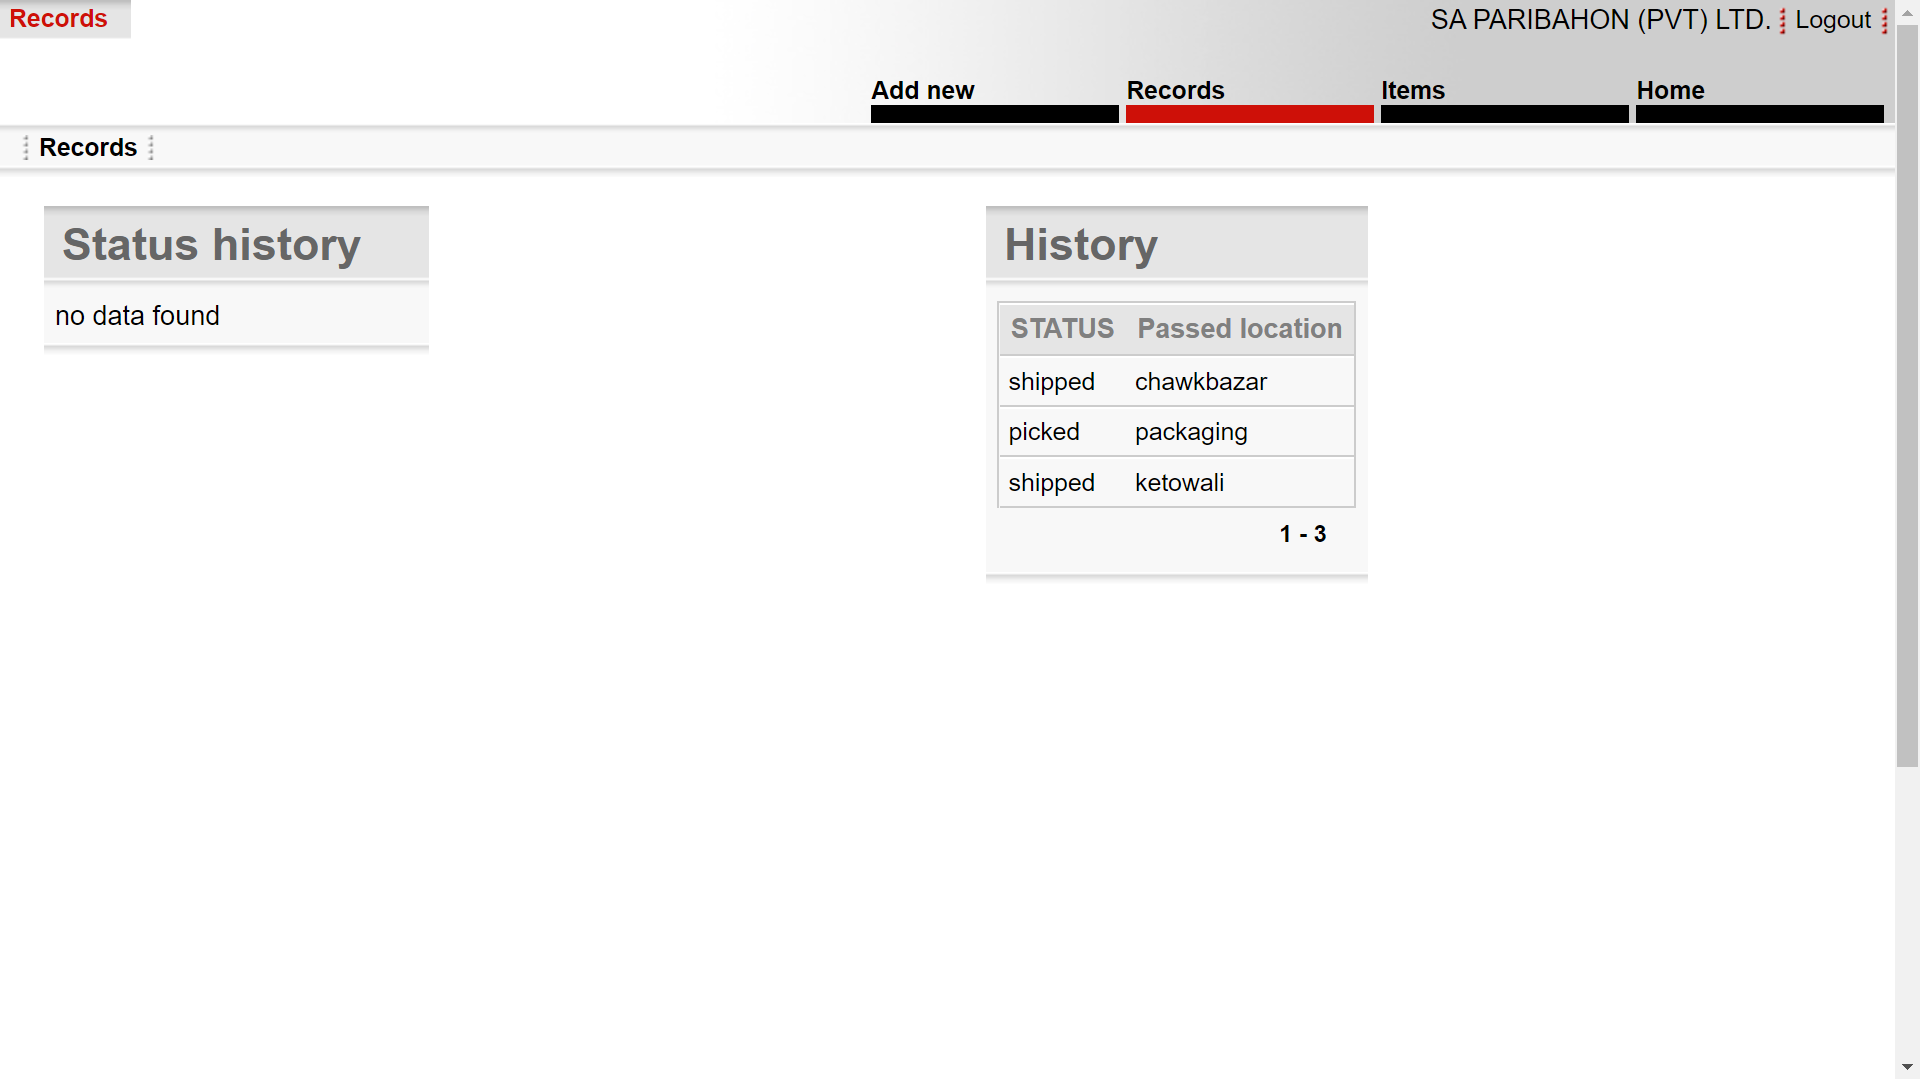 Records
SA PARIBAHON (PVT) LTD. Logout
Add new Records Items Home
Records
Status history
no data found
History
STATUS Passed location
shipped chawkbazar
picked packaging
shipped ketowali
1 - 3